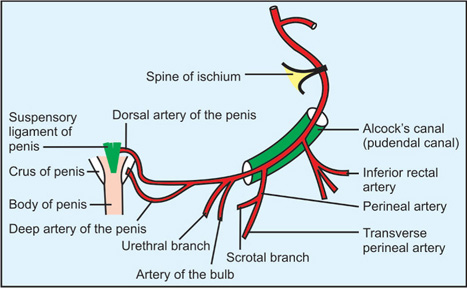 Spine of ischium
Suspensory
ligament of
penis
Dorsal artery of the penis
Alcock's canal
(pudendal canal)
Crus of penis
Inferior rectal
artery
Body of penis
Perineal artery
Deep artery of the penis
Urethral branch
Transverse
perineal artery
Scrotal branch
Artery of the bulb